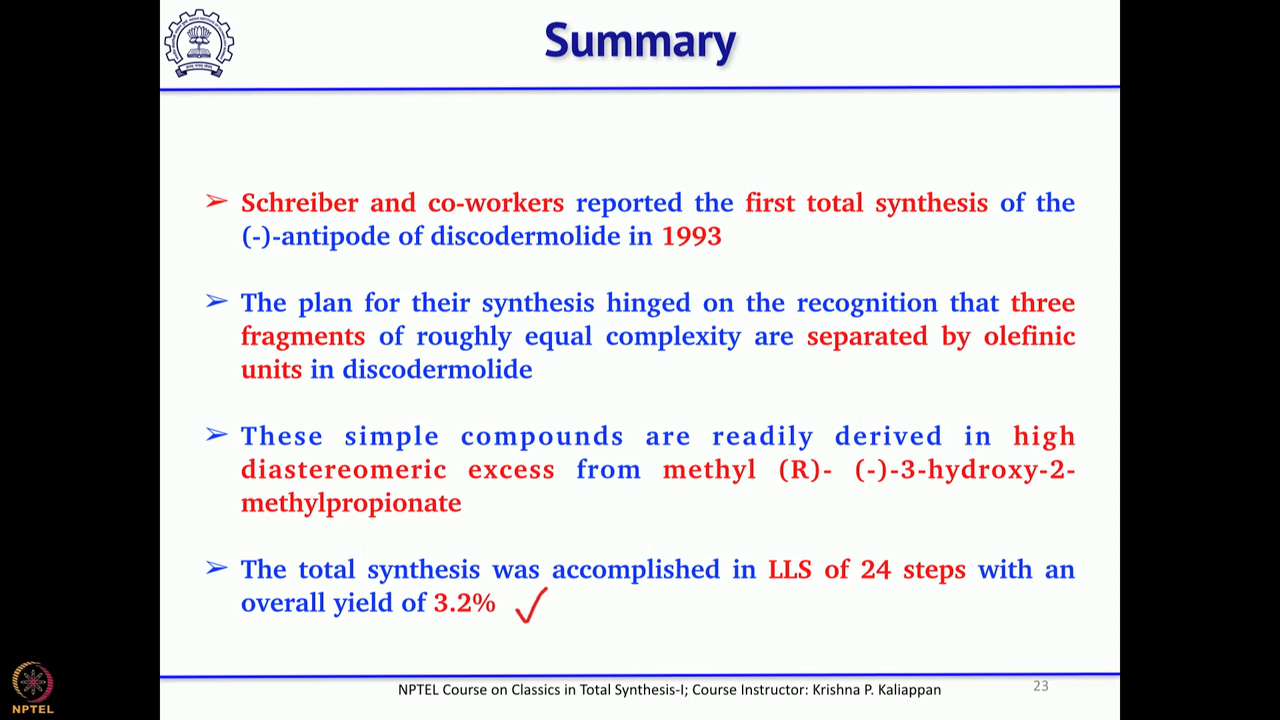 Summary
➢ Schreiber and co-workers reported the first total synthesis of the
(-)-antipode of discodermolide in 1993
➢ The plan for their synthesis hinged on the recognition that three
fragments of roughly equal complexity are separated by olefinic
units in discodermolide
➢ These simple compounds are readily derived in high
diastereomeric excess from methyl (R)- (-)-3-hydroxy-2-
methylpropionate
➢ The total synthesis was accomplished in LLS of 24 steps with an
overall yield of 3.2% ✓
NPTEL Course on Classics in Total Synthesis-I; Course Instructor: Krishna P. Kaliappan
23
NPTEL